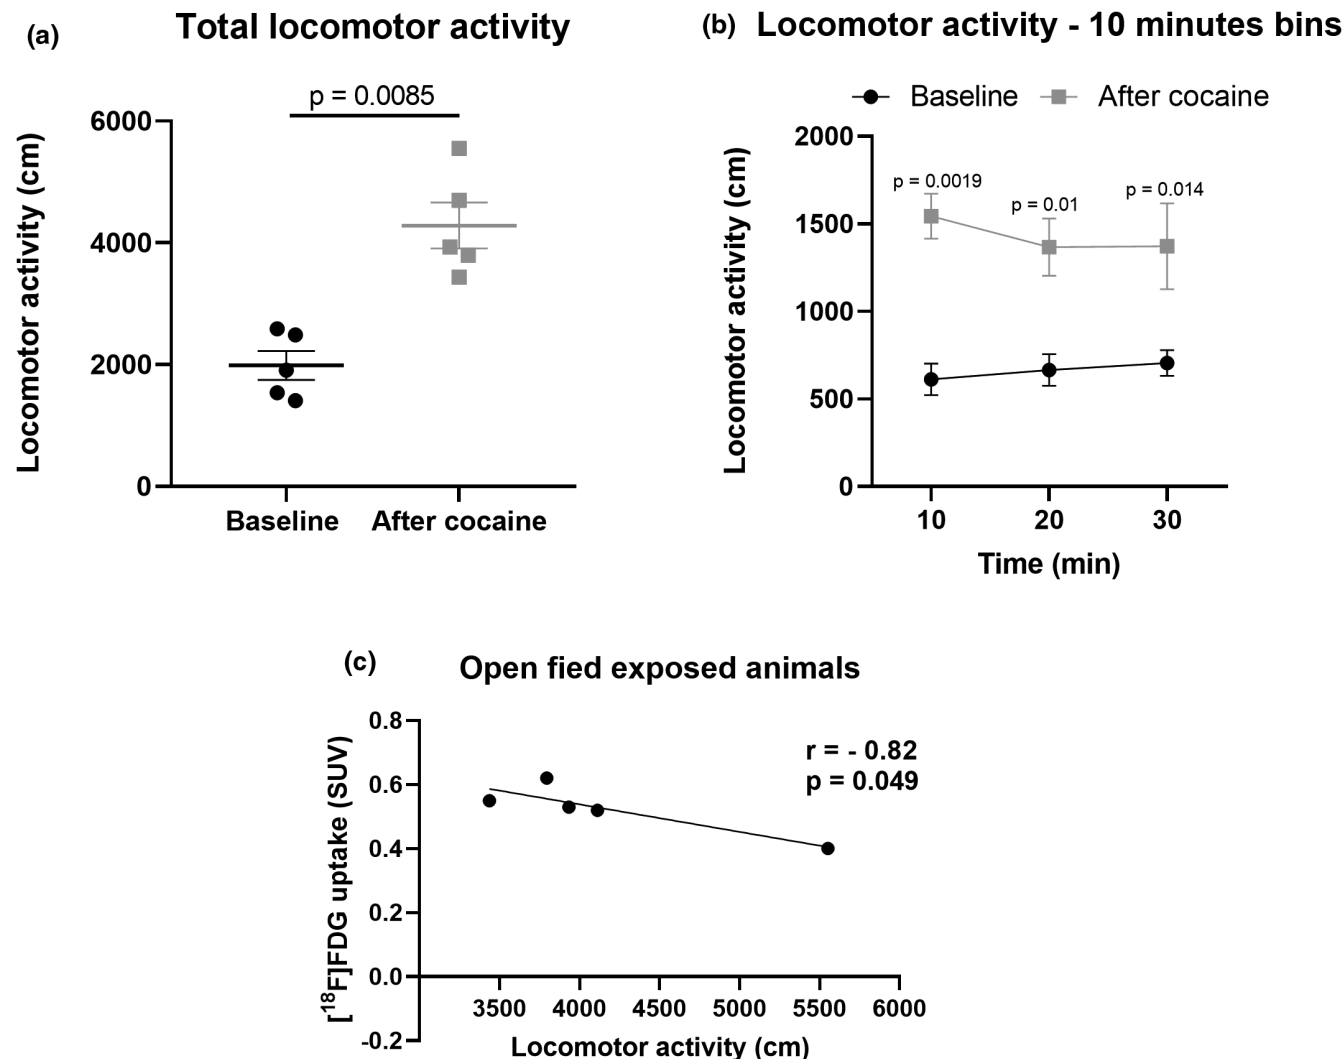 (a)
Total locomotor activity
p = 0.0085
Locomotor activity (cm)
6000
4000
2000
0
Baseline
After cocaine
(b)
Locomotor activity - 10 minutes bins
Baseline
After cocaine
Locomotor activity (cm)
2000
1500
1000
500
0
p = 0.0019
p = 0.01
p = 0.014
10
20
30
Time (min)
(c)
Open fied exposed animals
[¹⁸F]FDG uptake (SUV)
0.8
0.6
0.4
0.2
0.0
-0.2
r = - 0.82
p = 0.049
3500
4000
4500
5000
5500
6000
Locomotor activity (cm)